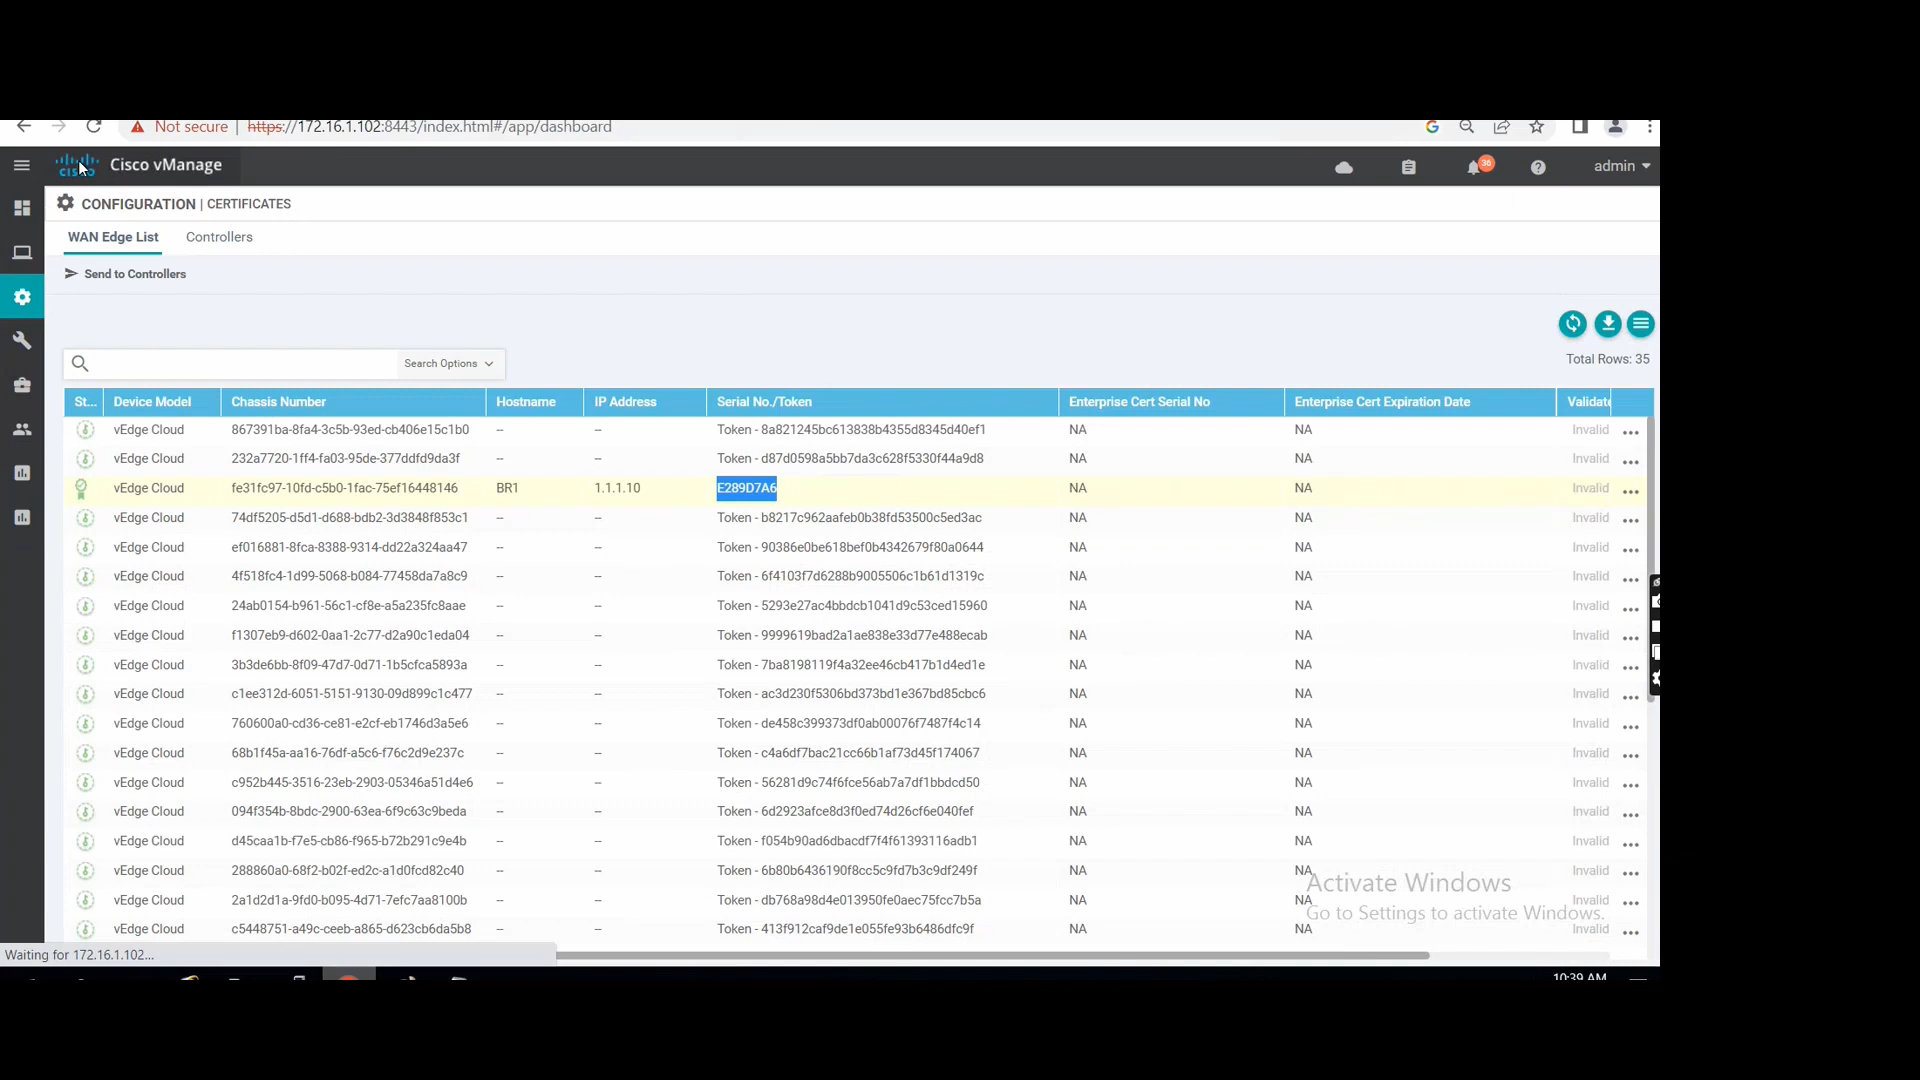 Not secure | https://172.16.1.102:8443/index.html#/app/dashboard
cisco Cisco vManage 36 admin
CONFIGURATION | CERTIFICATES
WAN Edge List Controllers
Send to Controllers
Search Options
Total Rows: 35
St... Device Model Chassis Number Hostname IP Address Serial No./Token Enterprise Cert Serial No Enterprise Cert Expiration Date Validate
vEdge Cloud 867391ba-8fa4-3c5b-93ed-cb406e15c1b0 -- -- Token - 8a821245bc613838b4355d8345d40ef1 NA NA Invalid ...
vEdge Cloud 232a7720-1ff4-fa03-95de-377ddfd9da3f -- -- Token - d87d0598a5bb7da3c628f5330f44a9d8 NA NA Invalid ...
vEdge Cloud fe31fc97-10fd-c5b0-1fac-75ef16448146 BR1 1.1.1.10 E289D7A6 NA NA Invalid ...
vEdge Cloud 74df5205-d5d1-d688-bdb2-3d3848f853c1 -- -- Token - b8217c962aafeb0b38fd53500c5ed3ac NA NA Invalid ...
vEdge Cloud ef016881-8fca-8388-9314-dd22a324aa47 -- -- Token - 90386e0be618bef0b4342679f80a0644 NA NA Invalid ...
vEdge Cloud 4f518fc4-1d99-5068-b084-77458da7a8c9 -- -- Token - 6f4103f7d6288b9005506c1b61d1319c NA NA Invalid ...
vEdge Cloud 24ab0154-b961-56c1-cf8e-a5a235fc8aae -- -- Token - 5293e27ac4bbdcb1041d9c53ced15960 NA NA Invalid ...
vEdge Cloud f1307eb9-d602-0aa1-2c77-d2a90c1eda04 -- -- Token - 9999619bad2a1ae838e33d77e488ecab NA NA Invalid ...
vEdge Cloud 3b3de6bb-8f09-47d7-0d71-1b5cfca5893a -- -- Token - 7ba8198119f4a32ee46cb417b1d4ed1e NA NA Invalid ...
vEdge Cloud c1ee312d-6051-5151-9130-09d899c1c477 -- -- Token - ac3d230f5306bd373bd1e367bd85cbc6 NA NA Invalid ...
vEdge Cloud 760600a0-cd36-ce81-e2cf-eb1746d3a5e6 -- -- Token - de458c399373df0ab00076f7487f4c14 NA NA Invalid ...
vEdge Cloud 68b1f45a-aa16-76df-a5c6-f76c2d9e237c -- -- Token - c4a6df7bac21cc66b1af73d45f174067 NA NA Invalid ...
vEdge Cloud c952b445-3516-23eb-2903-05346a51d4e6 -- -- Token - 56281d9c74f6fce56ab7a7df1bbdcd50 NA NA Invalid ...
vEdge Cloud 094f354b-8bdc-2900-63ea-6f9c63c9beda -- -- Token - 6d2923afce8d3f0ed74d26cf6e040fef NA NA Invalid ...
vEdge Cloud d45caa1b-f7e5-cb86-f965-b72b291c9e4b -- -- Token - f054b90ad6dbacdf7f4f61393116adb1 NA NA Invalid ...
vEdge Cloud 288860a0-68f2-b02f-ed2c-a1d0fcd82c40 -- -- Token - 6b80b6436190f8cc5c9fd7b3c9df249f NA NA Invalid ...
vEdge Cloud 2a1d2d1a-9fd0-b095-4d71-7efc7aa8100b -- -- Token - db768a98d4e013950fe0aec75fcc7b5a NA NA Invalid ...
vEdge Cloud c5448751-a49c-ceeb-a865-d623cb6da5b8 -- -- Token - 413f912caf9de1e055fe93b6486dfc9f NA NA Invalid ...
Activate Windows
Go to Settings to activate Windows.
Waiting for 172.16.1.102...
10:39 AM